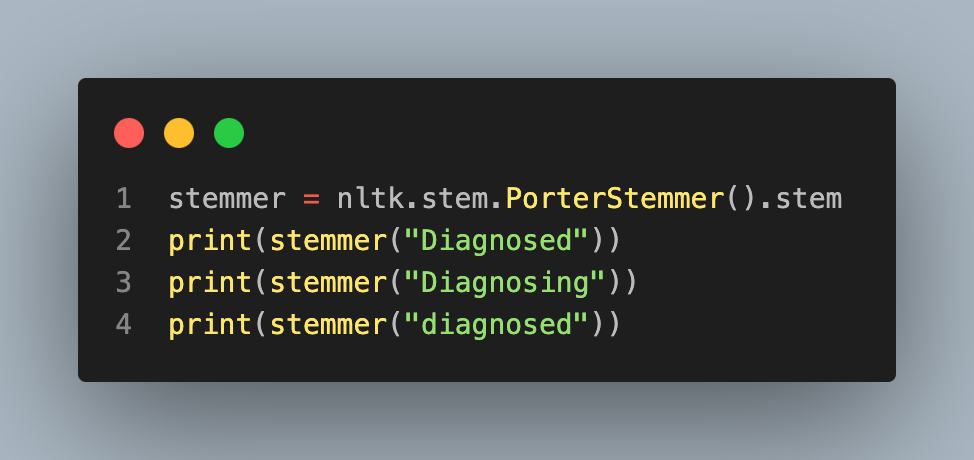 1 stemmer = nltk.stem.PorterStemmer().stem
2 print(stemmer("Diagnosed"))
3 print(stemmer("Diagnosing"))
4 print(stemmer("diagnosed"))